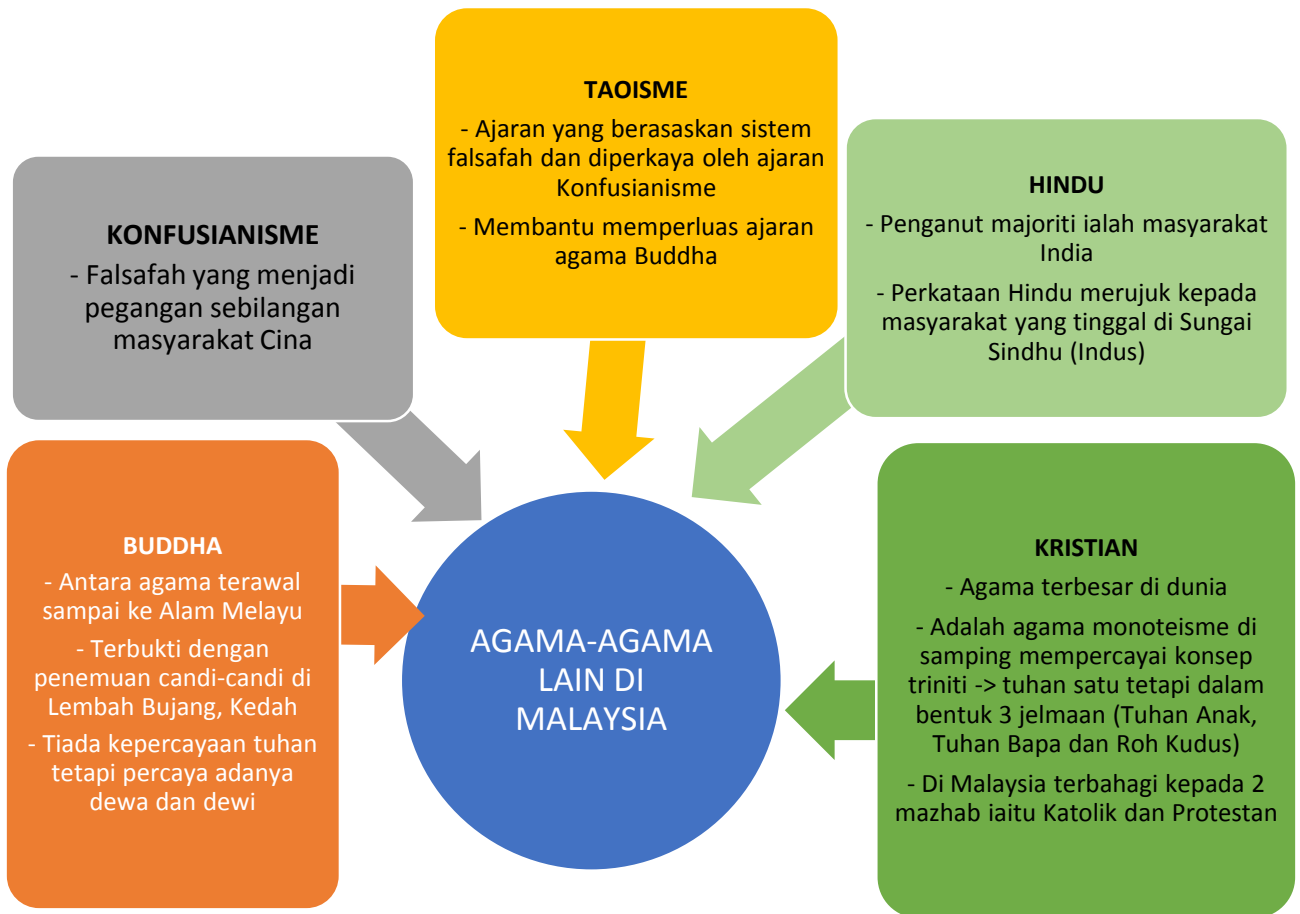 TAOISME
- Ajaran yang berasaskan sistem
falsafah dan diperkaya oleh ajaran
Konfusianisme
- Membantu memperluas ajaran
agama Buddha
KONFUSIANISME
- Falsafah yang menjadi
pegangan sebilangan
masyarakat Cina
HINDU
- Penganut majoriti ialah masyarakat
India
- Perkataan Hindu merujuk kepada
masyarakat yang tinggal di Sungai
Sindhu (Indus)
BUDDHA
- Antara agama terawal
sampai ke Alam Melayu
- Terbukti dengan
penemuan candi-candi di
Lembah Bujang, Kedah
- Tiada kepercayaan tuhan
tetapi percaya adanya
dewa dan dewi
AGAMA-AGAMA
LAIN DI
MALAYSIA
KRISTIAN
- Agama terbesar di dunia
- Adalah agama monoteisme di
samping mempercayai konsep
triniti -> tuhan satu tetapi dalam
bentuk 3 jelmaan (Tuhan Anak,
Tuhan Bapa dan Roh Kudus)
- Di Malaysia terbahagi kepada 2
mazhab iaitu Katolik dan Protestan